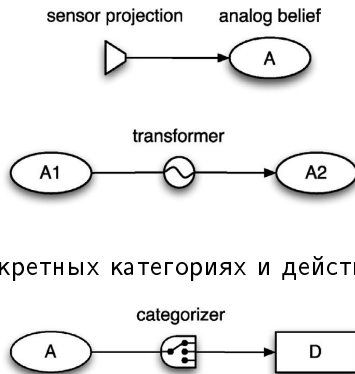 sensor projection analog belief
A
transformer
A1 A2
кретных категориях и дейст
categorizer
A D